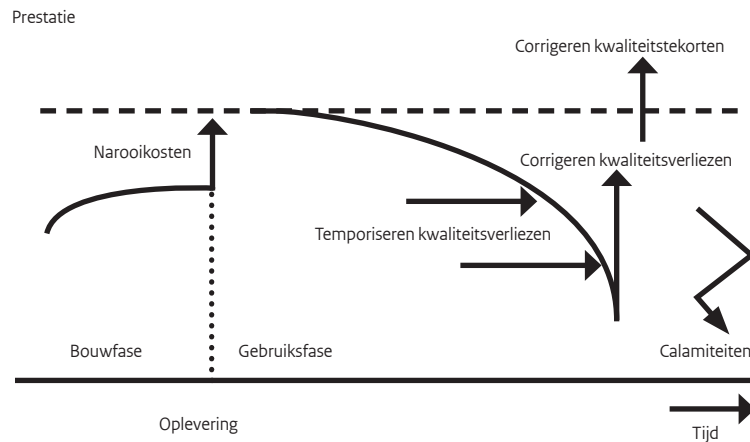 Prestatie
Corrigeren kwaliteitstekorten
Narooikosten
Corrigeren kwaliteitsverliezen
Temporiseren kwaliteitsverliezen
Bouwfase
Gebruiksfase
Calamiteiten
Oplevering
Tijd